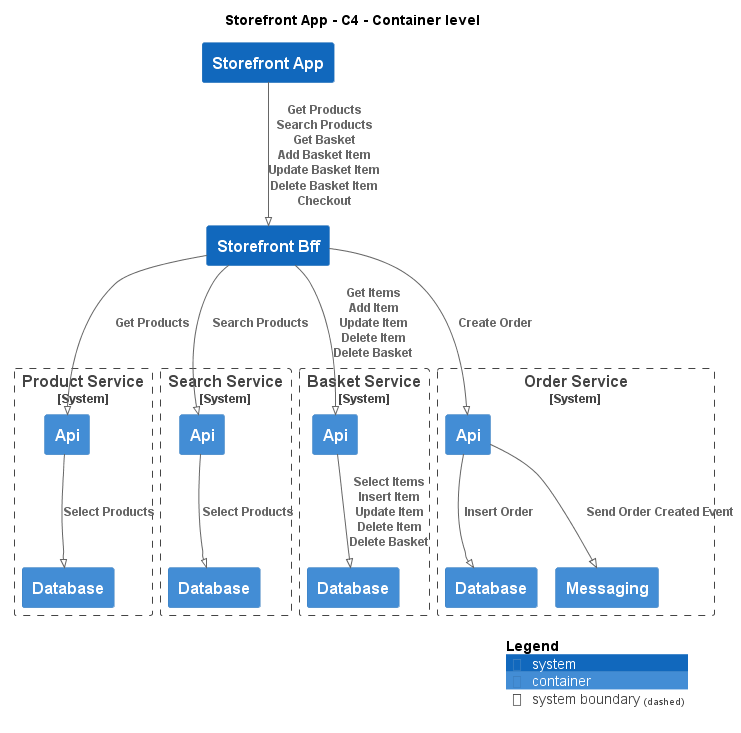 Storefront App - C4 - Container level
Storefront App
Get Products
Search Products
Get Basket
Add Basket Item
Update Basket Item
Delete Basket Item
Checkout
Storefront Bff
Get Products
Search Products
Get Items
Add Item
Update Item
Delete Item
Delete Basket
Create Order
Product Service
[System]
Api
Select Products
Database
Search Service
[System]
Api
Select Products
Database
Basket Service
[System]
Api
Select Items
Insert Item
Update Item
Delete Item
Delete Basket
Database
Order Service
[System]
Api
Insert Order
Send Order Created Event
Database
Messaging
Legend
system
container
system boundary (dashed)